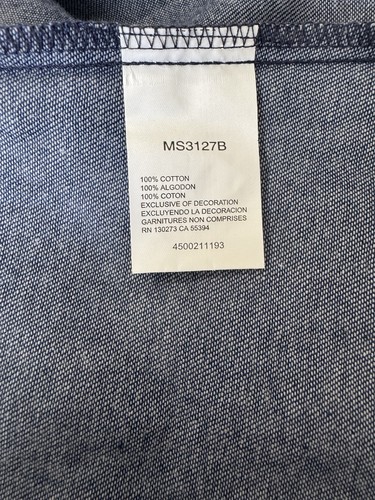 MS3127B
100% COTTON
100% ALGODON
100% COTON
EXCLUSIVE OF DECORATION
EXCLUYENDO LA DECORACION
GARNITURES NON COMPRISES
RN 130273 CA 55394
4500211193